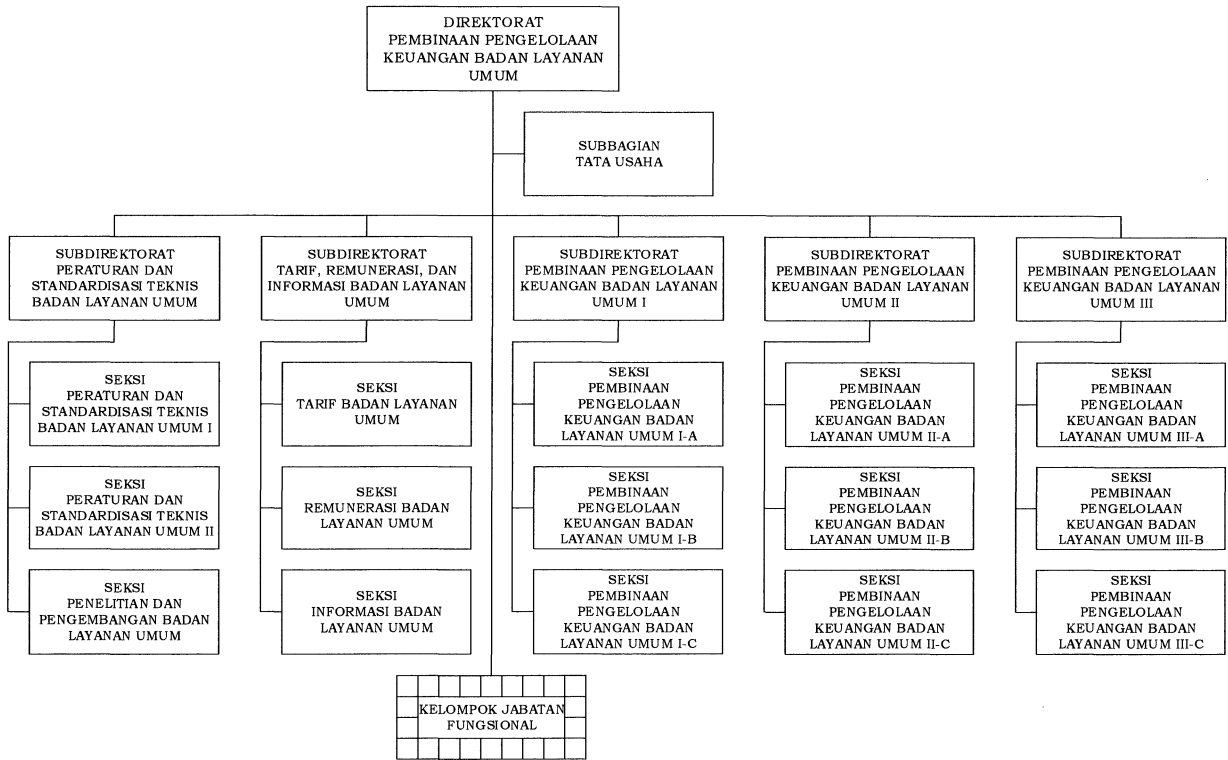 DIREKTORAT
PEMBINAAN PENGELOLAAN
KEUANGAN BADAN LAYANAN
UMUM
SUBBAGIAN
TATA USAHA
SUBDIREKTORAT
PERATURAN DAN
STANDARDISASI TEKNIS
BADAN LAYANAN UMUM
SUBDIREKTORAT
TARIF, REMUNERASI, DAN
INFORMASI BADAN LAYANAN
UMUM
SUBDIREKTORAT
PEMBINAAN PENGELOLAAN
KEUANGAN BADAN LAYANAN
UMUM I
SUBDIREKTORAT
PEMBINAAN PENGELOLAAN
KEUANGAN BADAN LAYANAN
UMUM II
SUBDIREKTORAT
PEMBINAAN PENGELOLAAN
KEUANGAN BADAN LAYANAN
UMUM III
SEKSI
PERATURAN DAN
STANDARDISASI TEKNIS
BADAN LAYANAN UMUM I
SEKSI
TARIF BADAN LAYANAN
UMUM
SEKSI
PEMBINAAN
PENGELOLAAN
KEUANGAN BADAN
LAYANAN UMUM I-A
SEKSI
PEMBINAAN
PENGELOLAAN
KEUANGAN BADAN
LAYANAN UMUM II-A
SEKSI
PEMBINAAN
PENGELOLAAN
KEUANGAN BADAN
LAYANAN UMUM III-A
SEKSI
PERATURAN DAN
STANDARDISASI TEKNIS
BADAN LAYANAN UMUM II
SEKSI
REMUNERASI BADAN
LAYANAN UMUM
SEKSI
PEMBINAAN
PENGELOLAAN
KEUANGAN BADAN
LAYANAN UMUM I-B
SEKSI
PEMBINAAN
PENGELOLAAN
KEUANGAN BADAN
LAYANAN UMUM II-B
SEKSI
PEMBINAAN
PENGELOLAAN
KEUANGAN BADAN
LAYANAN UMUM III-B
SEKSI
PENELITIAN DAN
PENGEMBANGAN BADAN
LAYANAN UMUM
SEKSI
INFORMASI BADAN
LAYANAN UMUM
SEKSI
PEMBINAAN
PENGELOLAAN
KEUANGAN BADAN
LAYANAN UMUM I-C
SEKSI
PEMBINAAN
PENGELOLAAN
KEUANGAN BADAN
LAYANAN UMUM II-C
SEKSI
PEMBINAAN
PENGELOLAAN
KEUANGAN BADAN
LAYANAN UMUM III-C
KELOMPOK JABATAN
FUNGSIONAL